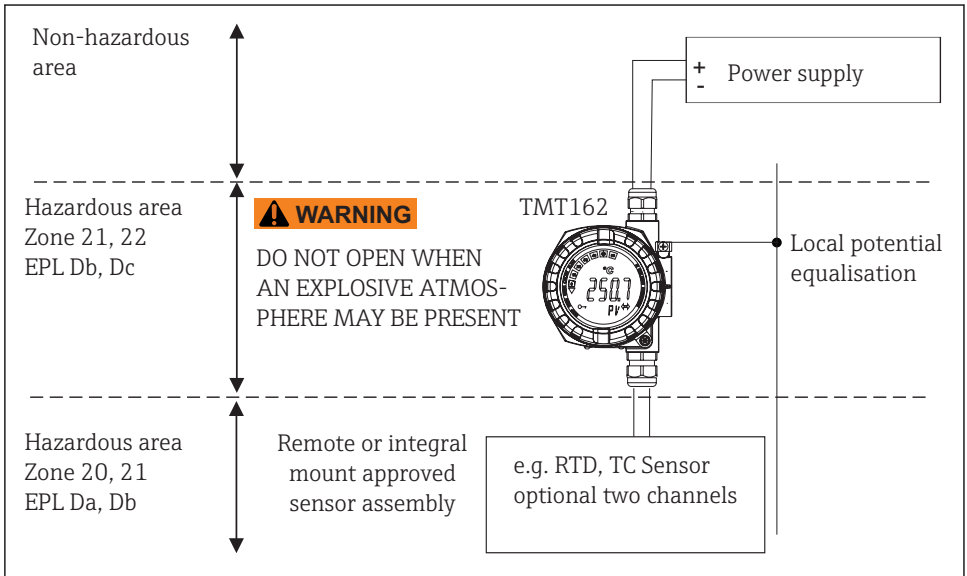 Non-hazardous
area
+
-
Power supply
Hazardous area
Zone 21, 22
EPL Db, Dc
WARNING
DO NOT OPEN WHEN
AN EXPLOSIVE ATMOS-
PHERE MAY BE PRESENT
TMT162
°C
250.1
PV
Local potential
equalisation
Hazardous area
Zone 20, 21
EPL Da, Db
Remote or integral
mount approved
sensor assembly
e.g. RTD, TC Sensor
optional two channels